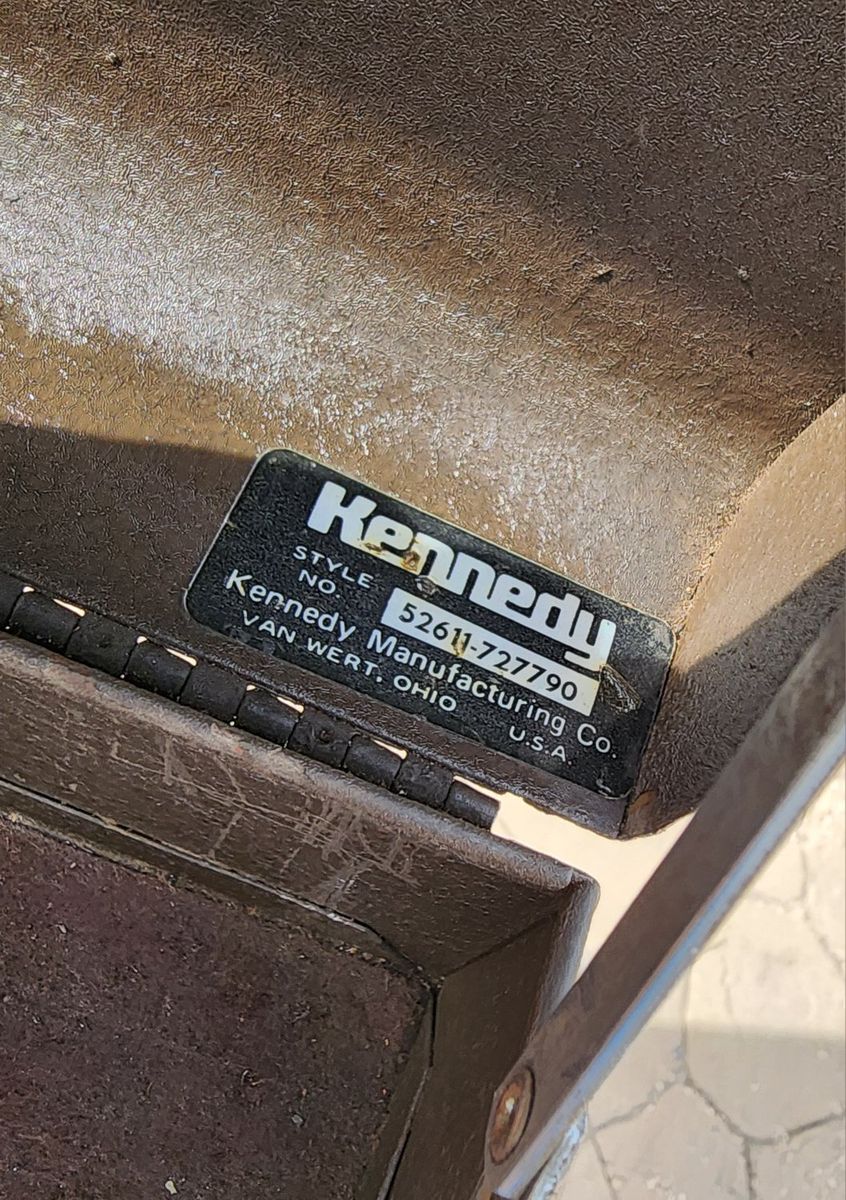 Kennedy
STYLE
NO.
52611-727790
Kennedy Manufacturing Co.
VAN WERT, OHIO
U.S.A.